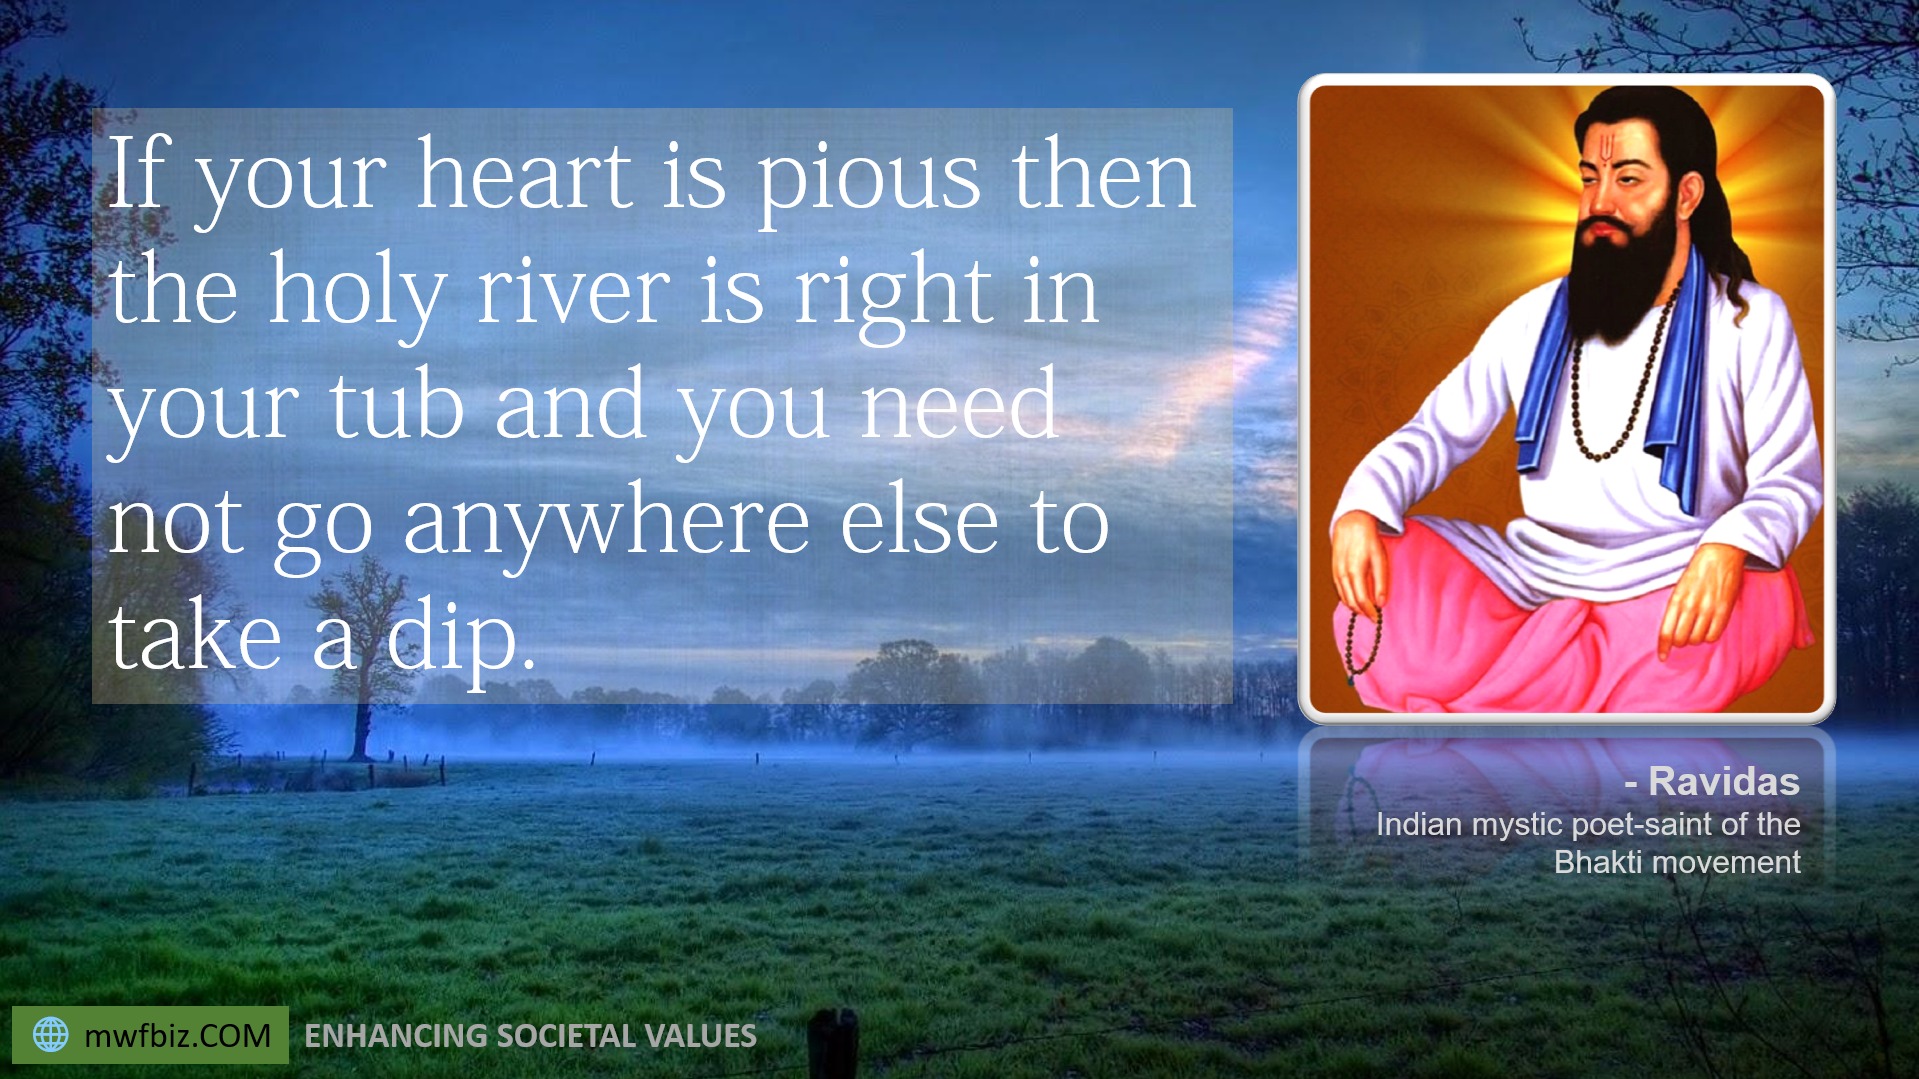 If your heart is pious then
the holy river is right in
your tub and you need
not go anywhere else to
take a dip.
- Ravidas
Indian mystic poet-saint of the
Bhakti movement
mwfbiz.COM
ENHANCING SOCIETAL VALUES